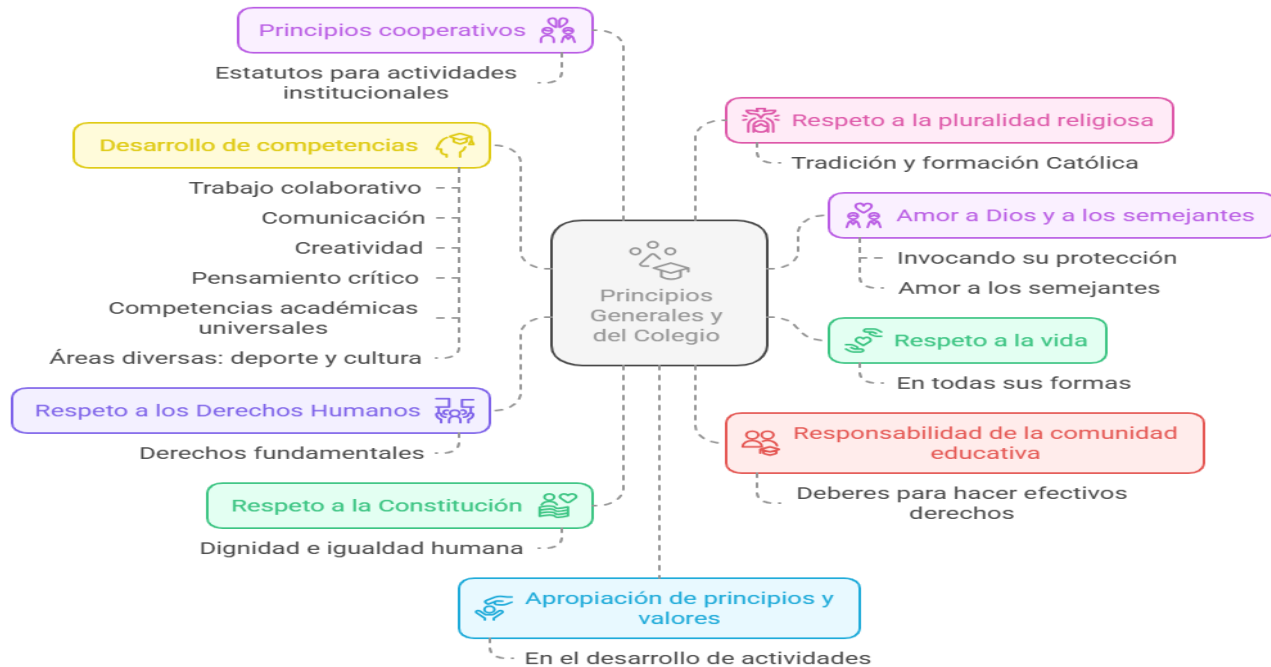 Principios cooperativos
Estatutos para actividades
institucionales
Desarrollo de competencias
Trabajo colaborativo
Comunicación
Creatividad
Pensamiento crítico
Competencias académicas
universales
Áreas diversas: deporte y cultura
Respeto a los Derechos Humanos
Derechos fundamentales
Respeto a la Constitución
Dignidad e igualdad humana
Principios
Generales y
del Colegio
Respeto a la pluralidad religiosa
Tradición y formación Católica
Amor a Dios y a los semejantes
Invocando su protección
Amor a los semejantes
Respeto a la vida
En todas sus formas
Responsabilidad de la comunidad
educativa
Deberes para hacer efectivos
derechos
Apropiación de principios y
valores
En el desarrollo de actividades